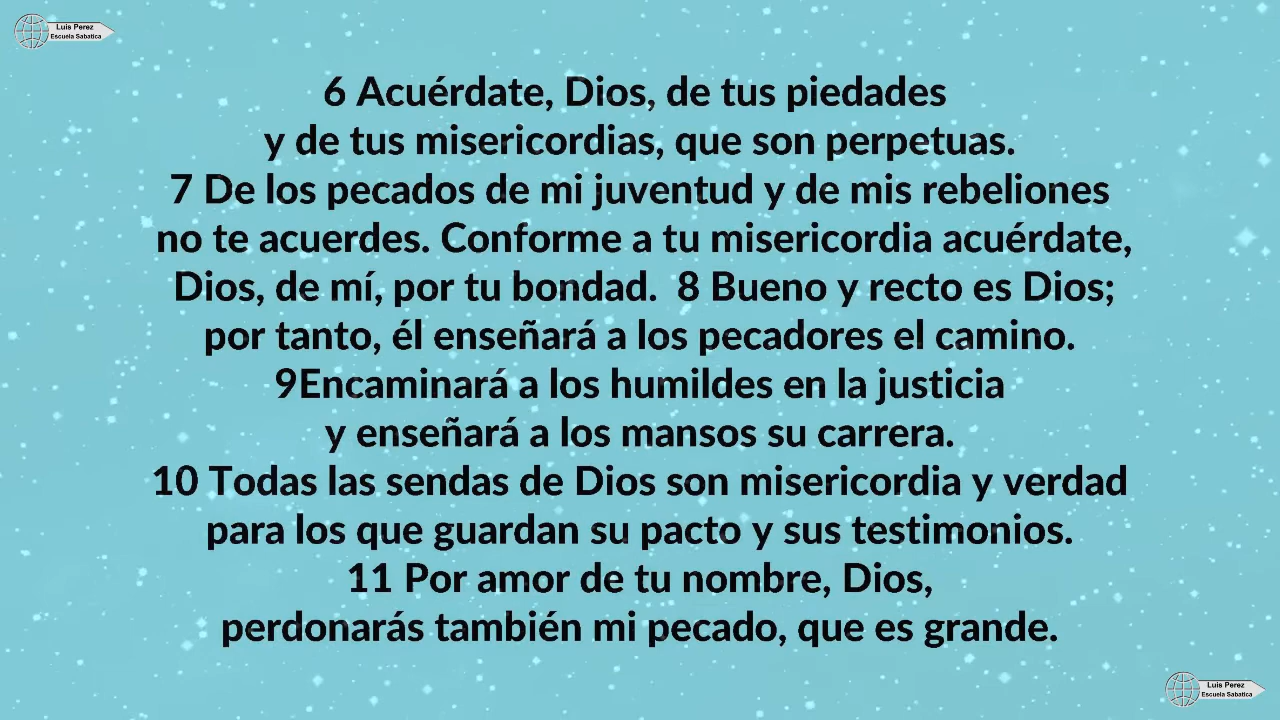 Luis Perez
Escuela Sabatica
6 Acuérdate, Dios, de tus piedades
y de tus misericordias, que son perpetuas.
7 De los pecados de mi juventud y de mis rebeliones
no te acuerdes. Conforme a tu misericordia acuérdate,
Dios, de mí, por tu bondad.  8 Bueno y recto es Dios;
por tanto, él enseñará a los pecadores el camino.
9Encaminará a los humildes en la justicia
y enseñará a los mansos su carrera.
10 Todas las sendas de Dios son misericordia y verdad
para los que guardan su pacto y sus testimonios.
11 Por amor de tu nombre, Dios,
perdonarás también mi pecado, que es grande.
Luis Perez
Escuela Sabatica